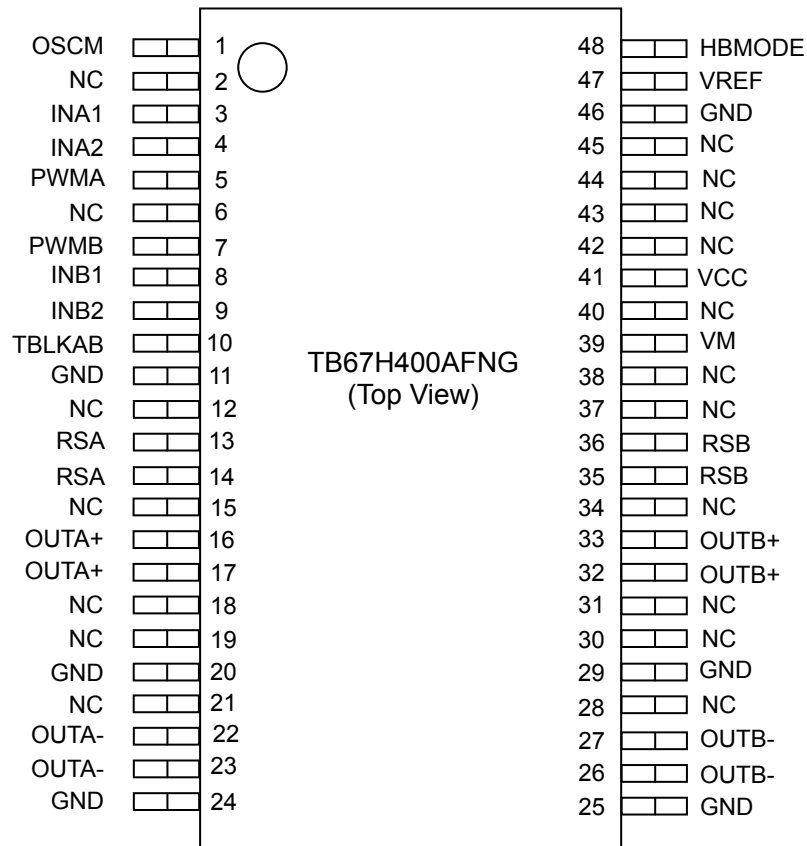 OSCM 1 48 HBMODE
NC 2 47 VREF
INA1 3 46 GND
INA2 4 45 NC
PWMA 5 44 NC
NC 6 43 NC
PWMB 7 42 NC
INB1 8 41 VCC
INB2 9 40 NC
TBLKAB 10 39 VM
GND 11 38 NC
TB67H400AFNG
(Top View)
NC 12 37 NC
RSA 13 36 RSB
RSA 14 35 RSB
NC 15 34 NC
OUTA+ 16 33 OUTB+
OUTA+ 17 32 OUTB+
NC 18 31 NC
NC 19 30 NC
GND 20 29 GND
NC 21 28 NC
OUTA- 22 27 OUTB-
OUTA- 23 26 OUTB-
GND 24 25 GND